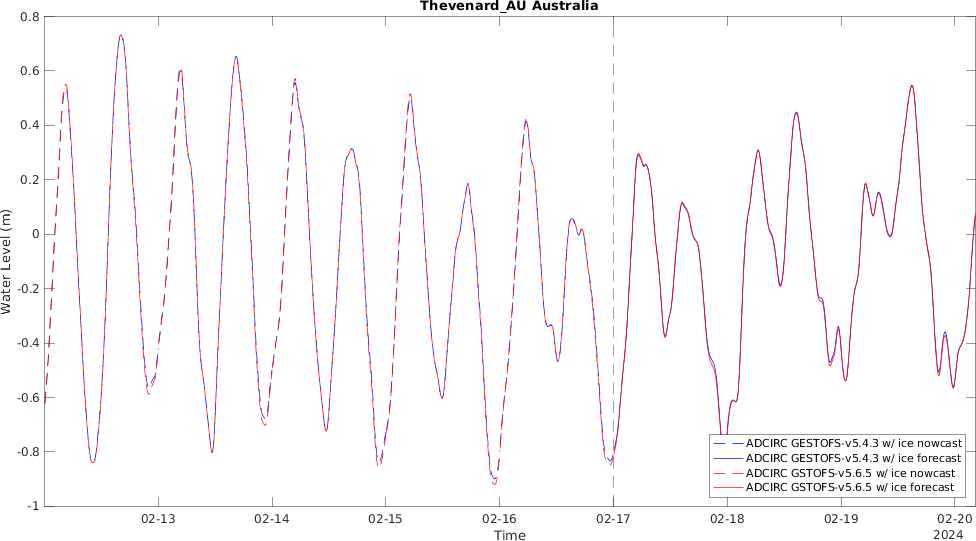 Thevenard_AU Australia
Water Level (m)
0.8
0.6
0.4
0.2
0
-0.2
-0.4
-0.6
-0.8
-1
ADCIRC GESTOFS-v5.4.3 w/ ice nowcast
ADCIRC GESTOFS-v5.4.3 w/ ice forecast
ADCIRC GSTOFS-v5.6.5 w/ ice nowcast
ADCIRC GSTOFS-v5.6.5 w/ ice forecast
02-13 02-14 02-15 02-16 02-17 02-18 02-19 02-20
2024
Time